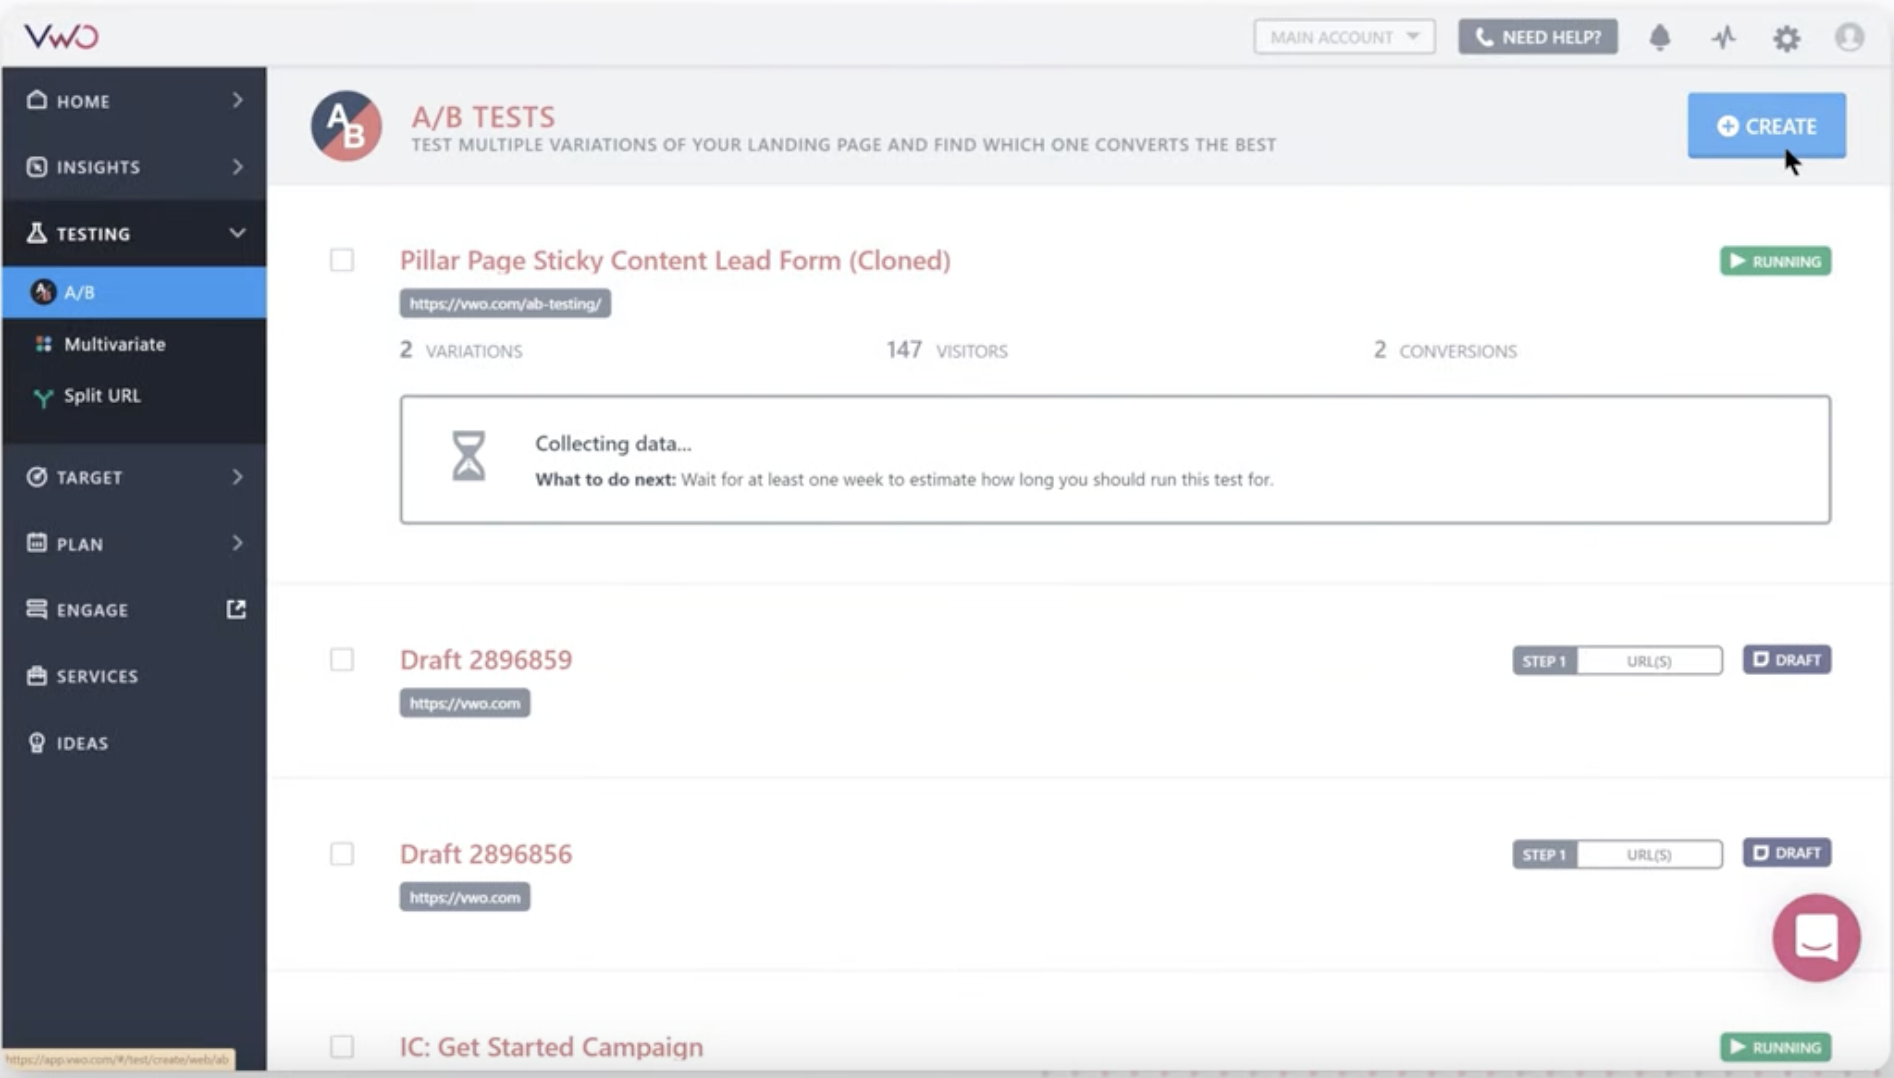 VWO
MAIN ACCOUNT
NEED HELP?
HOME
INSIGHTS
TESTING
A/B
Multivariate
Split URL
TARGET
PLAN
ENGAGE
SERVICES
IDEAS
https://app.vwo.com/#/test/create/web/ab
A B
A/B TESTS
TEST MULTIPLE VARIATIONS OF YOUR LANDING PAGE AND FIND WHICH ONE CONVERTS THE BEST
CREATE
Pillar Page Sticky Content Lead Form (Cloned)
RUNNING
https://vwo.com/ab-testing/
2 VARIATIONS 147 VISITORS 2 CONVERSIONS
Collecting data...
What to do next: Wait for at least one week to estimate how long you should run this test for.
Draft 2896859
STEP 1 URL(S) DRAFT
https://vwo.com
Draft 2896856
STEP 1 URL(S) DRAFT
https://vwo.com
IC: Get Started Campaign
RUNNING